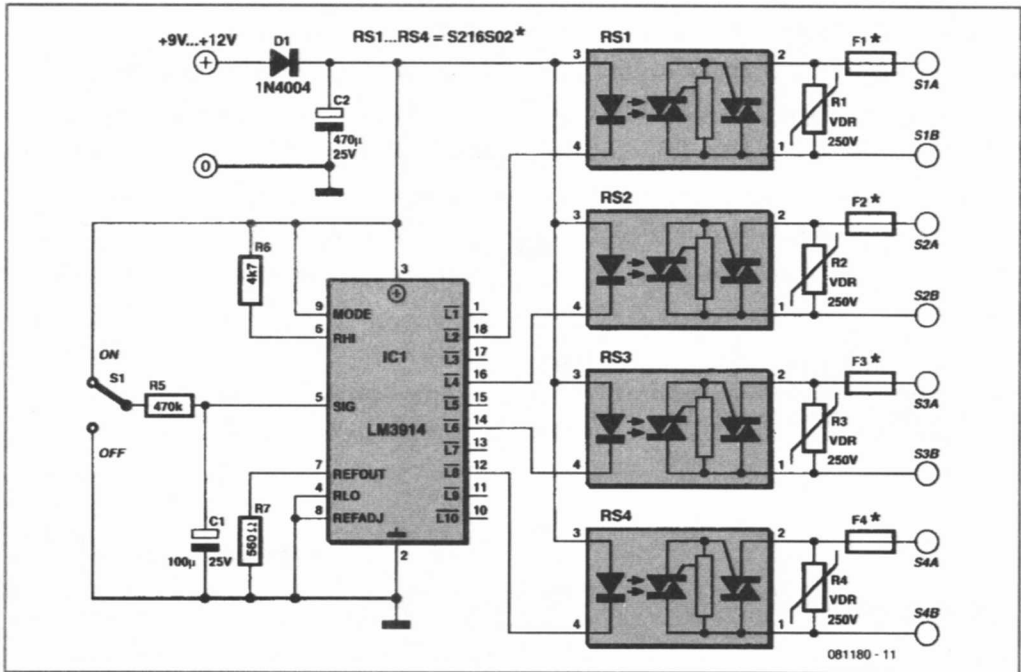 +9V...+12V
D1
1N4004
RS1...RS4 = S216S02*
C2
470µ
25V
0
R6
4k7
ON
S1
OFF
R5
470k
C1
100µ
25V
R7
560 Ω
3
9
MODE
6
RHI
IC1
5
SIG
LM3914
7
REFOUT
4
RLO
8
REFADJ
2
L1
1
L2
18
L3
17
L4
16
L5
15
L6
14
L7
13
L8
12
L9
11
L10
10
RS1
3
4
2
1
R1
VDR
250V
F1*
S1A
S1B
RS2
3
4
2
1
R2
VDR
250V
F2*
S2A
S2B
RS3
3
4
2
1
R3
VDR
250V
F3*
S3A
S3B
RS4
3
4
2
1
R4
VDR
250V
F4*
S4A
S4B
081180 - 11